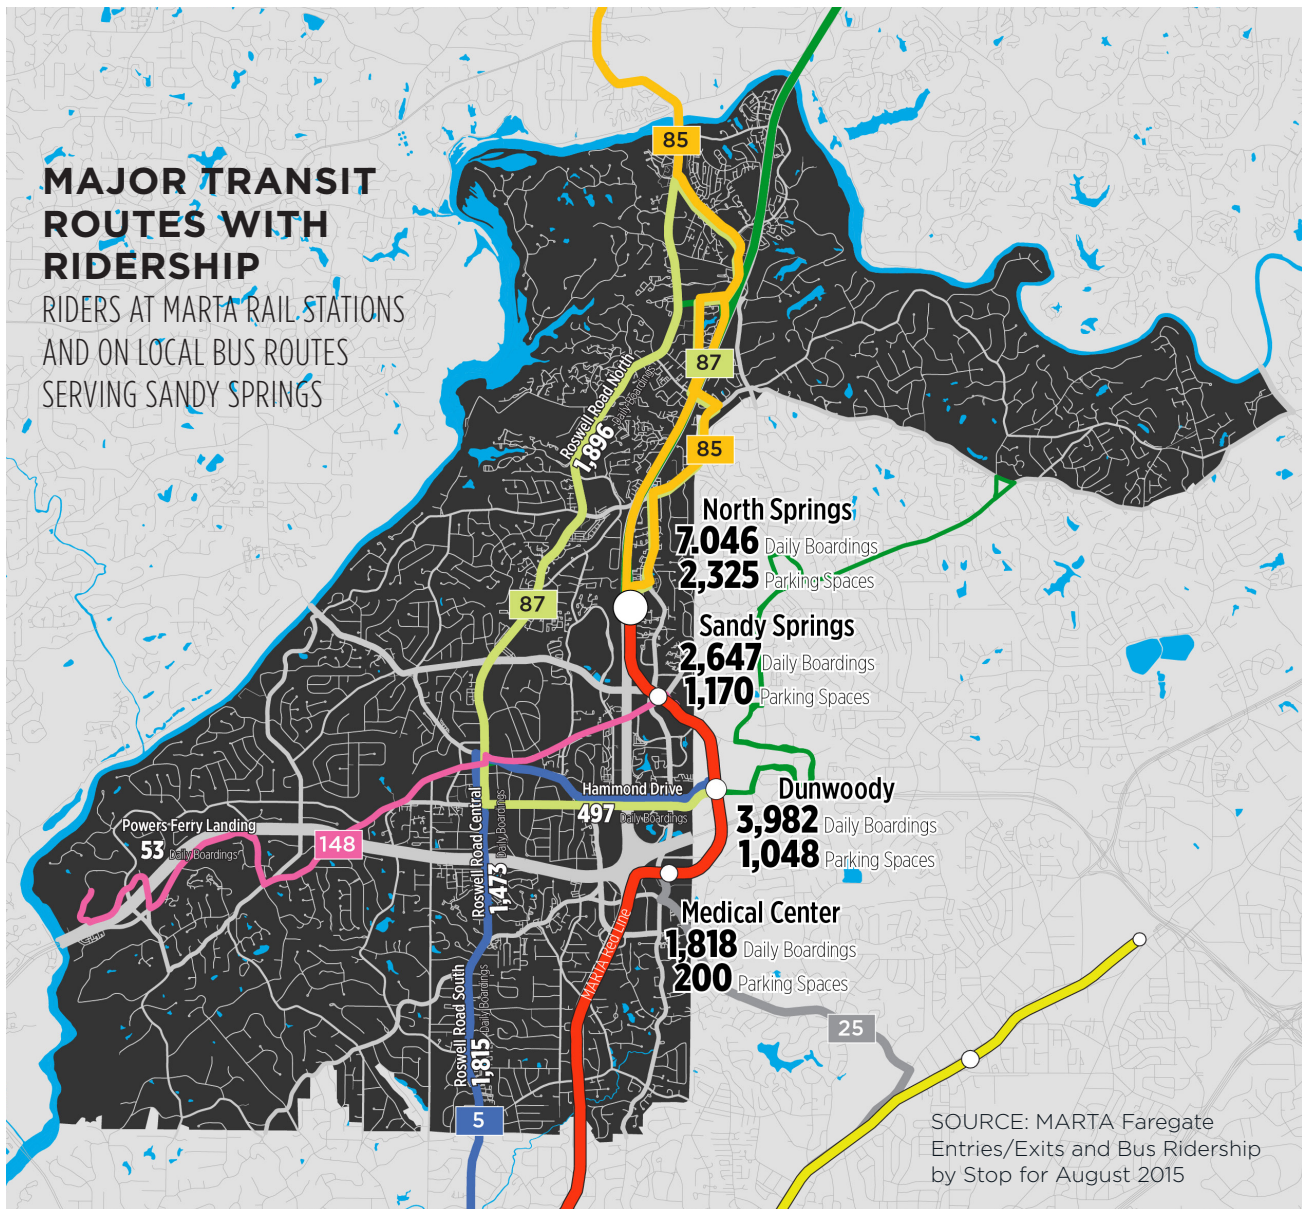 MAJOR TRANSIT
ROUTES WITH
RIDERSHIP
RIDERS AT MARTA RAIL STATIONS
AND ON LOCAL BUS ROUTES
SERVING SANDY SPRINGS
85
87
Roswell Road North
1,896 Daily Boardings
85
North Springs
7.046 Daily Boardings
2,325 Parking Spaces
87
Sandy Springs
2,647 Daily Boardings
1,170 Parking Spaces
Hammond Drive
497 Daily Boardings
Dunwoody
3,982 Daily Boardings
1,048 Parking Spaces
Powers Ferry Landing
53 Daily Boardings
148
Roswell Road Central
1,473 Daily Boardings
Medical Center
1,818 Daily Boardings
200 Parking Spaces
MARTA Red Line
Roswell Road South
1,815 Daily Boardings
25
5
SOURCE: MARTA Faregate
Entries/Exits and Bus Ridership
by Stop for August 2015